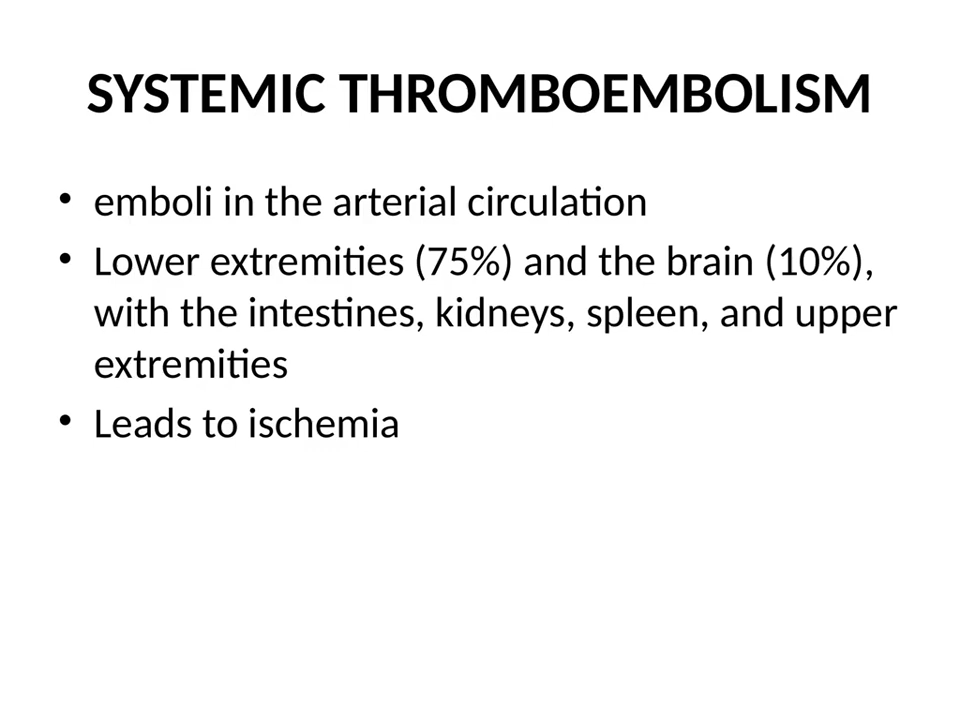 SYSTEMIC THROMBOEMBOLISM
• emboli in the arterial circulation
• Lower extremities (75%) and the brain (10%),
with the intestines, kidneys, spleen, and upper
extremities
• Leads to ischemia